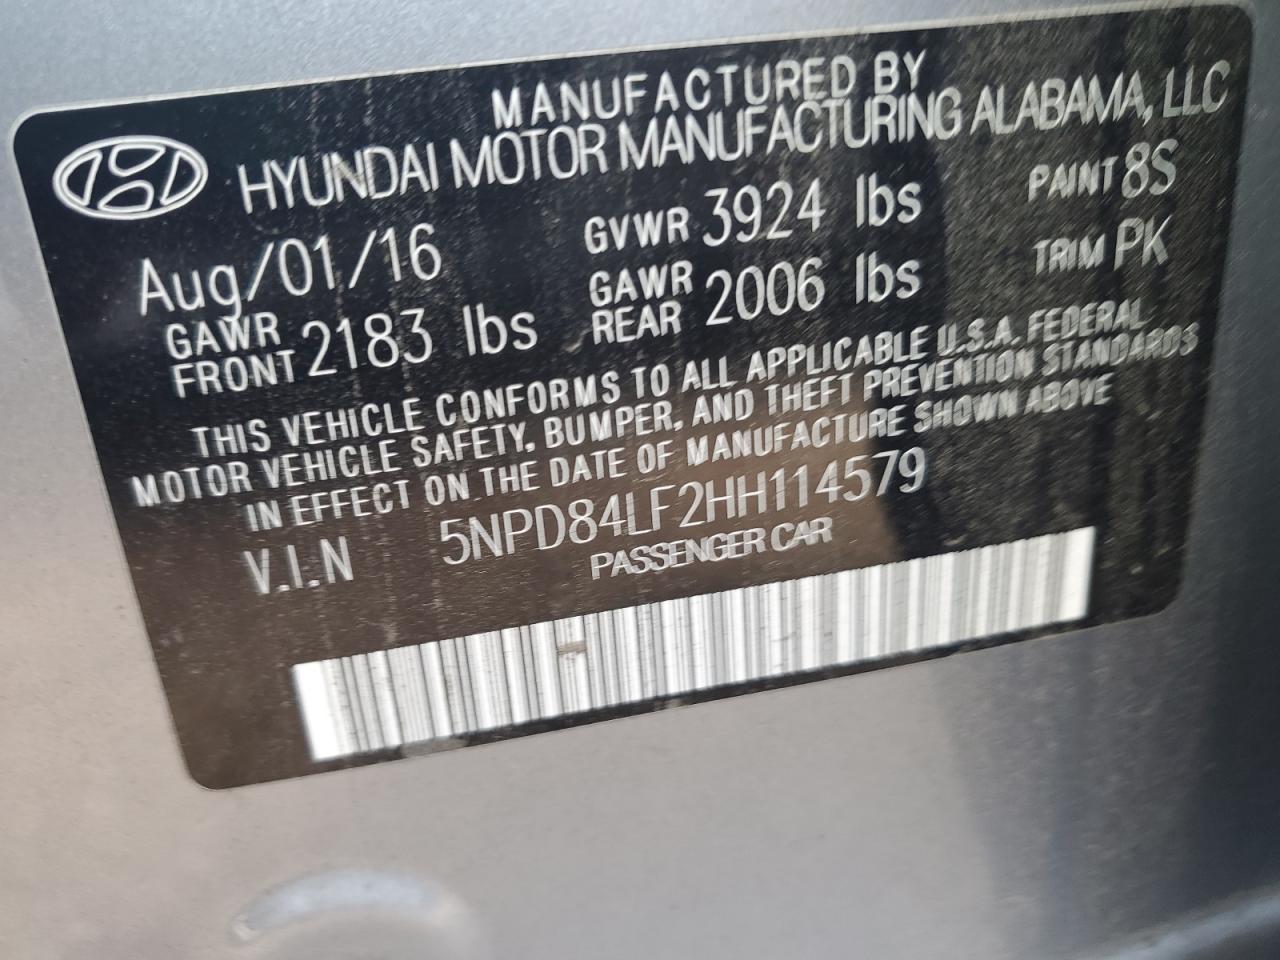 MANUFACTURED BY
HYUNDAI MOTOR MANUFACTURING ALABAMA, LLC
Aug/01/16 GVWR 3924 lbs PAINT 8S
GAWR FRONT 2183 lbs GAWR REAR 2006 lbs TRIM PK
THIS VEHICLE CONFORMS TO ALL APPLICABLE U.S.A. FEDERAL
MOTOR VEHICLE SAFETY, BUMPER, AND THEFT PREVENTION STANDARDS
IN EFFECT ON THE DATE OF MANUFACTURE SHOWN ABOVE
V.I.N 5NPD84LF2HH114579
PASSENGER CAR